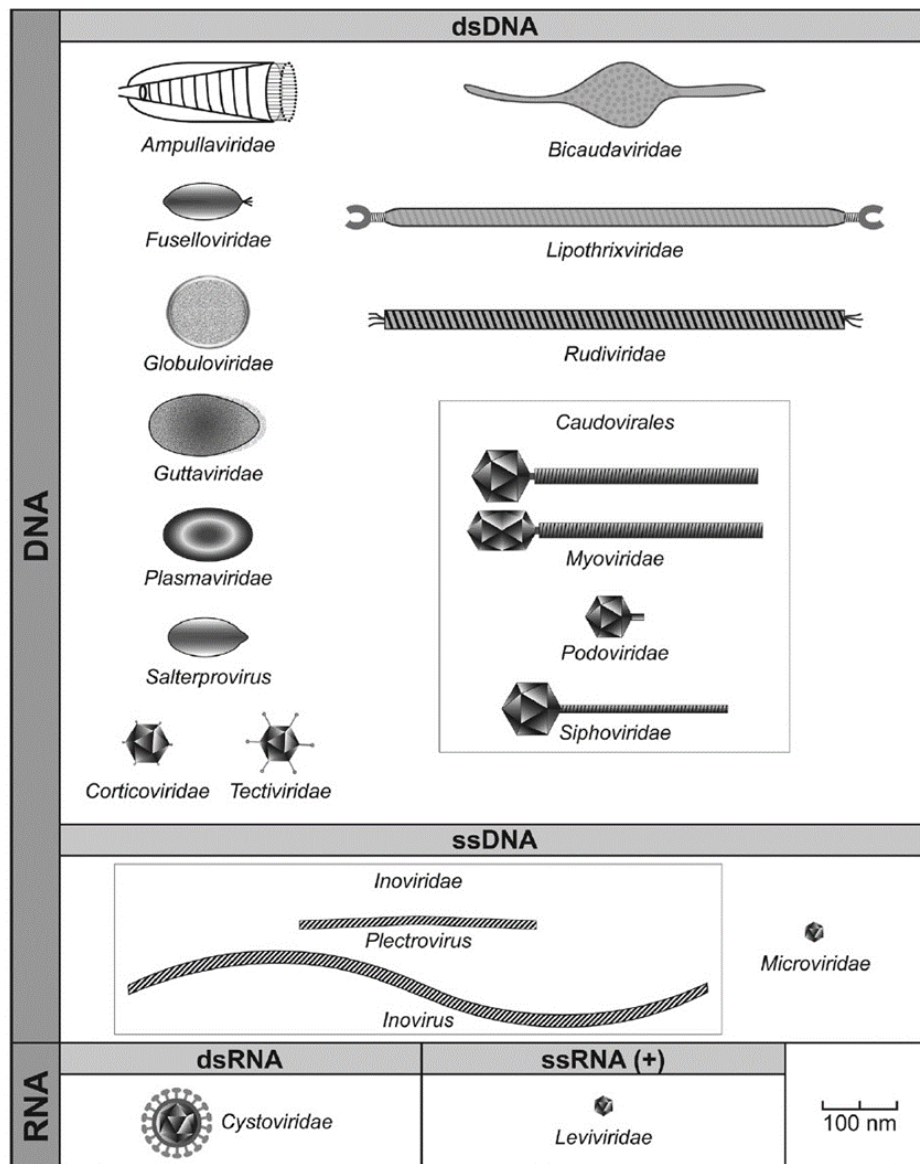 DNA
dsDNA
Ampullaviridae
Bicaudaviridae
Fuselloviridae
Lipothrixviridae
Globuloviridae
Rudiviridae
Guttaviridae
Caudovirales
Plasmaviridae
Myoviridae
Salterprovirus
Podoviridae
Corticoviridae Tectiviridae
Siphoviridae
ssDNA
Inoviridae
Plectrovirus
Inovirus
Microviridae
RNA
dsRNA
Cystoviridae
ssRNA (+)
Leviviridae
100 nm